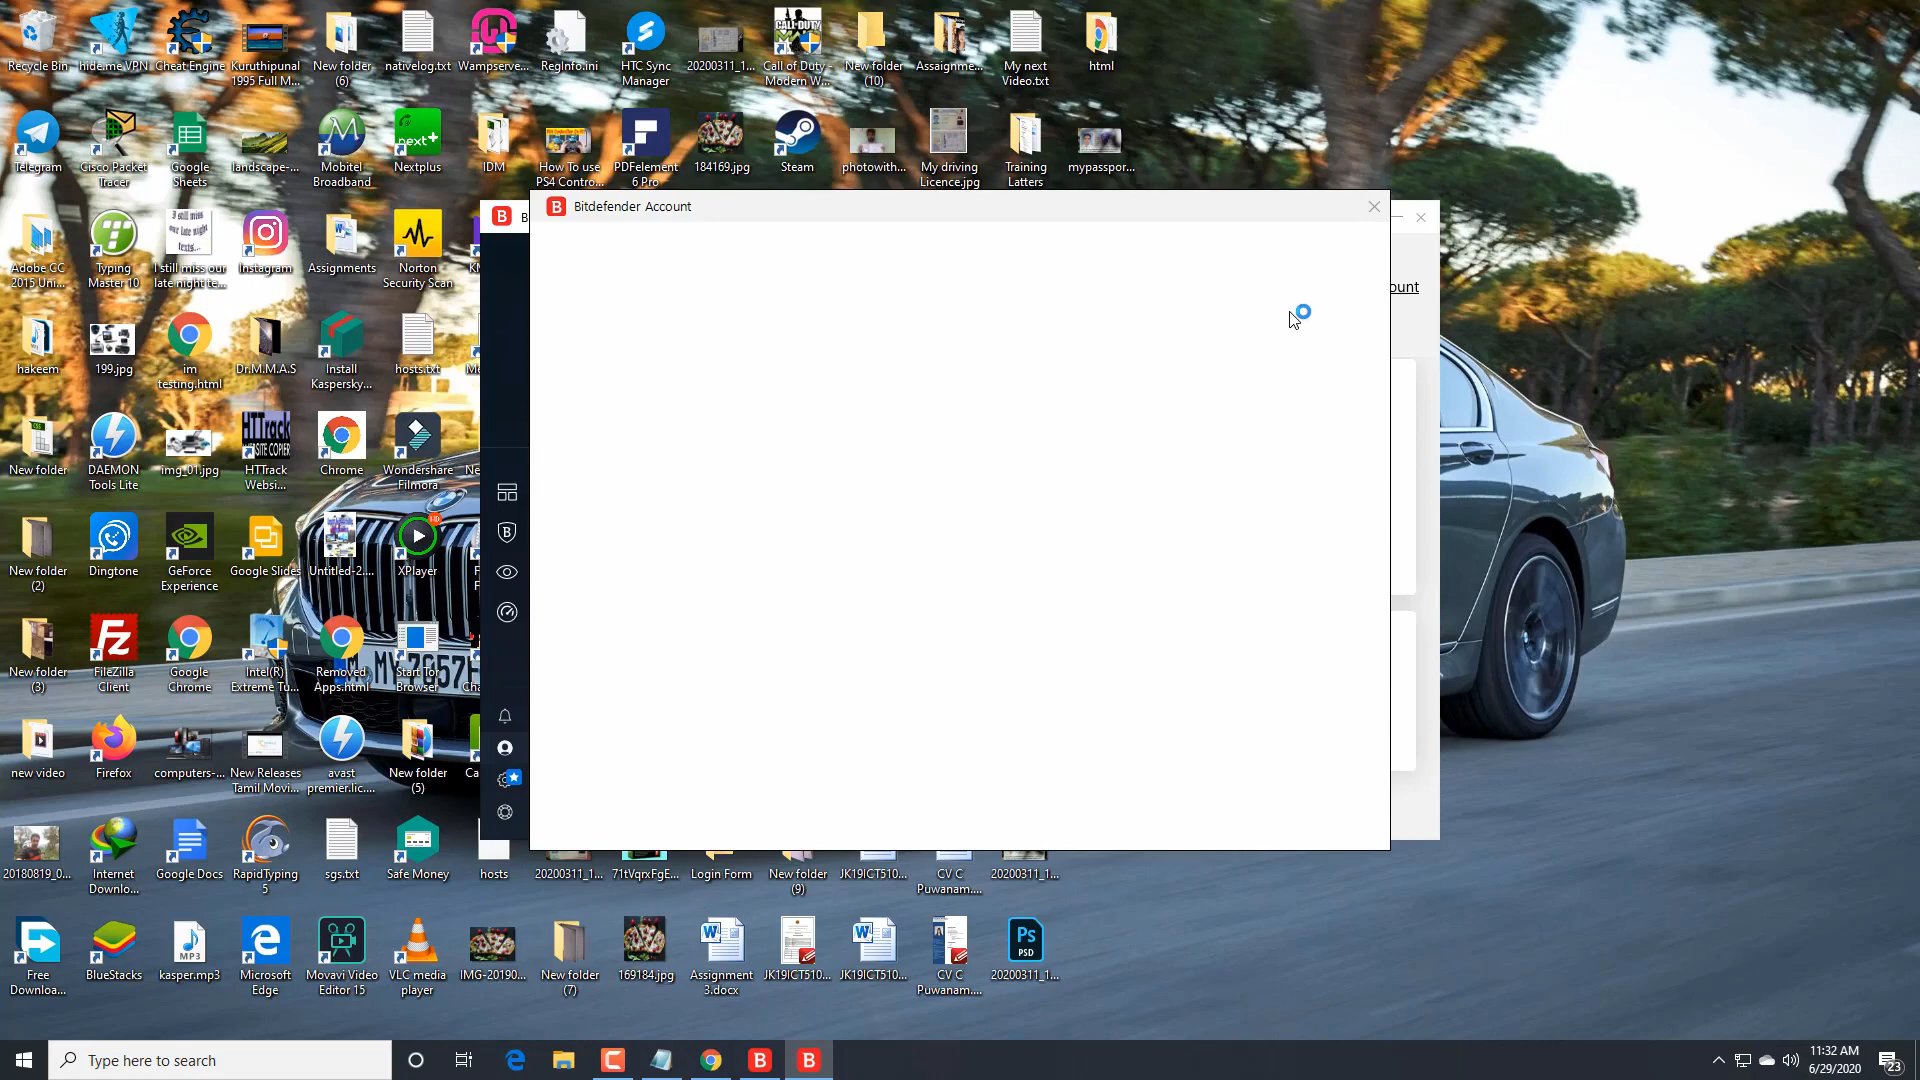 Recycle Bin
hide.me VPN
Cheat Engine
Kuruthipunal
1995 Full M...
New folder
(6)
nativelog.txt
Wampserve...
RegInfo.ini
HTC Sync
Manager
20200311_1...
Call of Duty -
Modern W...
New folder
(10)
Assaignme...
My next
Video.txt
html
Telegram
Cisco Packet
Tracer
Google
Sheets
landscape-...
Mobitel
Broadband
Nextplus
IDM
How To use
PS4 Contro...
PDFelement
6 Pro
184169.jpg
Steam
photowith...
My driving
Licence.jpg
Training
Latters
mypasspor...
Bitdefender Account
ount
Adobe CC
2015 Uni...
Typing
Master 10
I still miss our
late night te...
Instagram
Assignments
Norton
Security Scan
hakeem
199.jpg
im
testing.html
Dr.M.M.A.S
Install
Kaspersky...
hosts.txt
New folder
DAEMON
Tools Lite
img_01.jpg
HTTrack
Websi...
Chrome
Wondershare
Filmora
New folder
(2)
Dingtone
GeForce
Experience
Google Slides
Untitled-2....
XPlayer
New folder
(3)
FileZilla
Client
Google
Chrome
Intel(R)
Extreme Tu...
Removed
Apps.html
Start Tor
Browser
new video
Firefox
computers-...
New Releases
Tamil Movi...
avast
premier.lic....
New folder
(5)
20180819_0...
Internet
Downlo...
Google Docs
RapidTyping
5
sgs.txt
Safe Money
hosts
20200311_1...
71tVqrxFgE...
Login Form
New folder
(9)
JK19ICT510...
CV C
Puwanam....
20200311_1...
Free
Downloa...
BlueStacks
kasper.mp3
Microsoft
Edge
Movavi Video
Editor 15
VLC media
player
IMG-20190...
New folder
(7)
169184.jpg
Assignment
3.docx
JK19ICT510...
JK19ICT510...
CV C
Puwanam....
20200311_1...
Type here to search
11:32 AM
6/29/2020
23